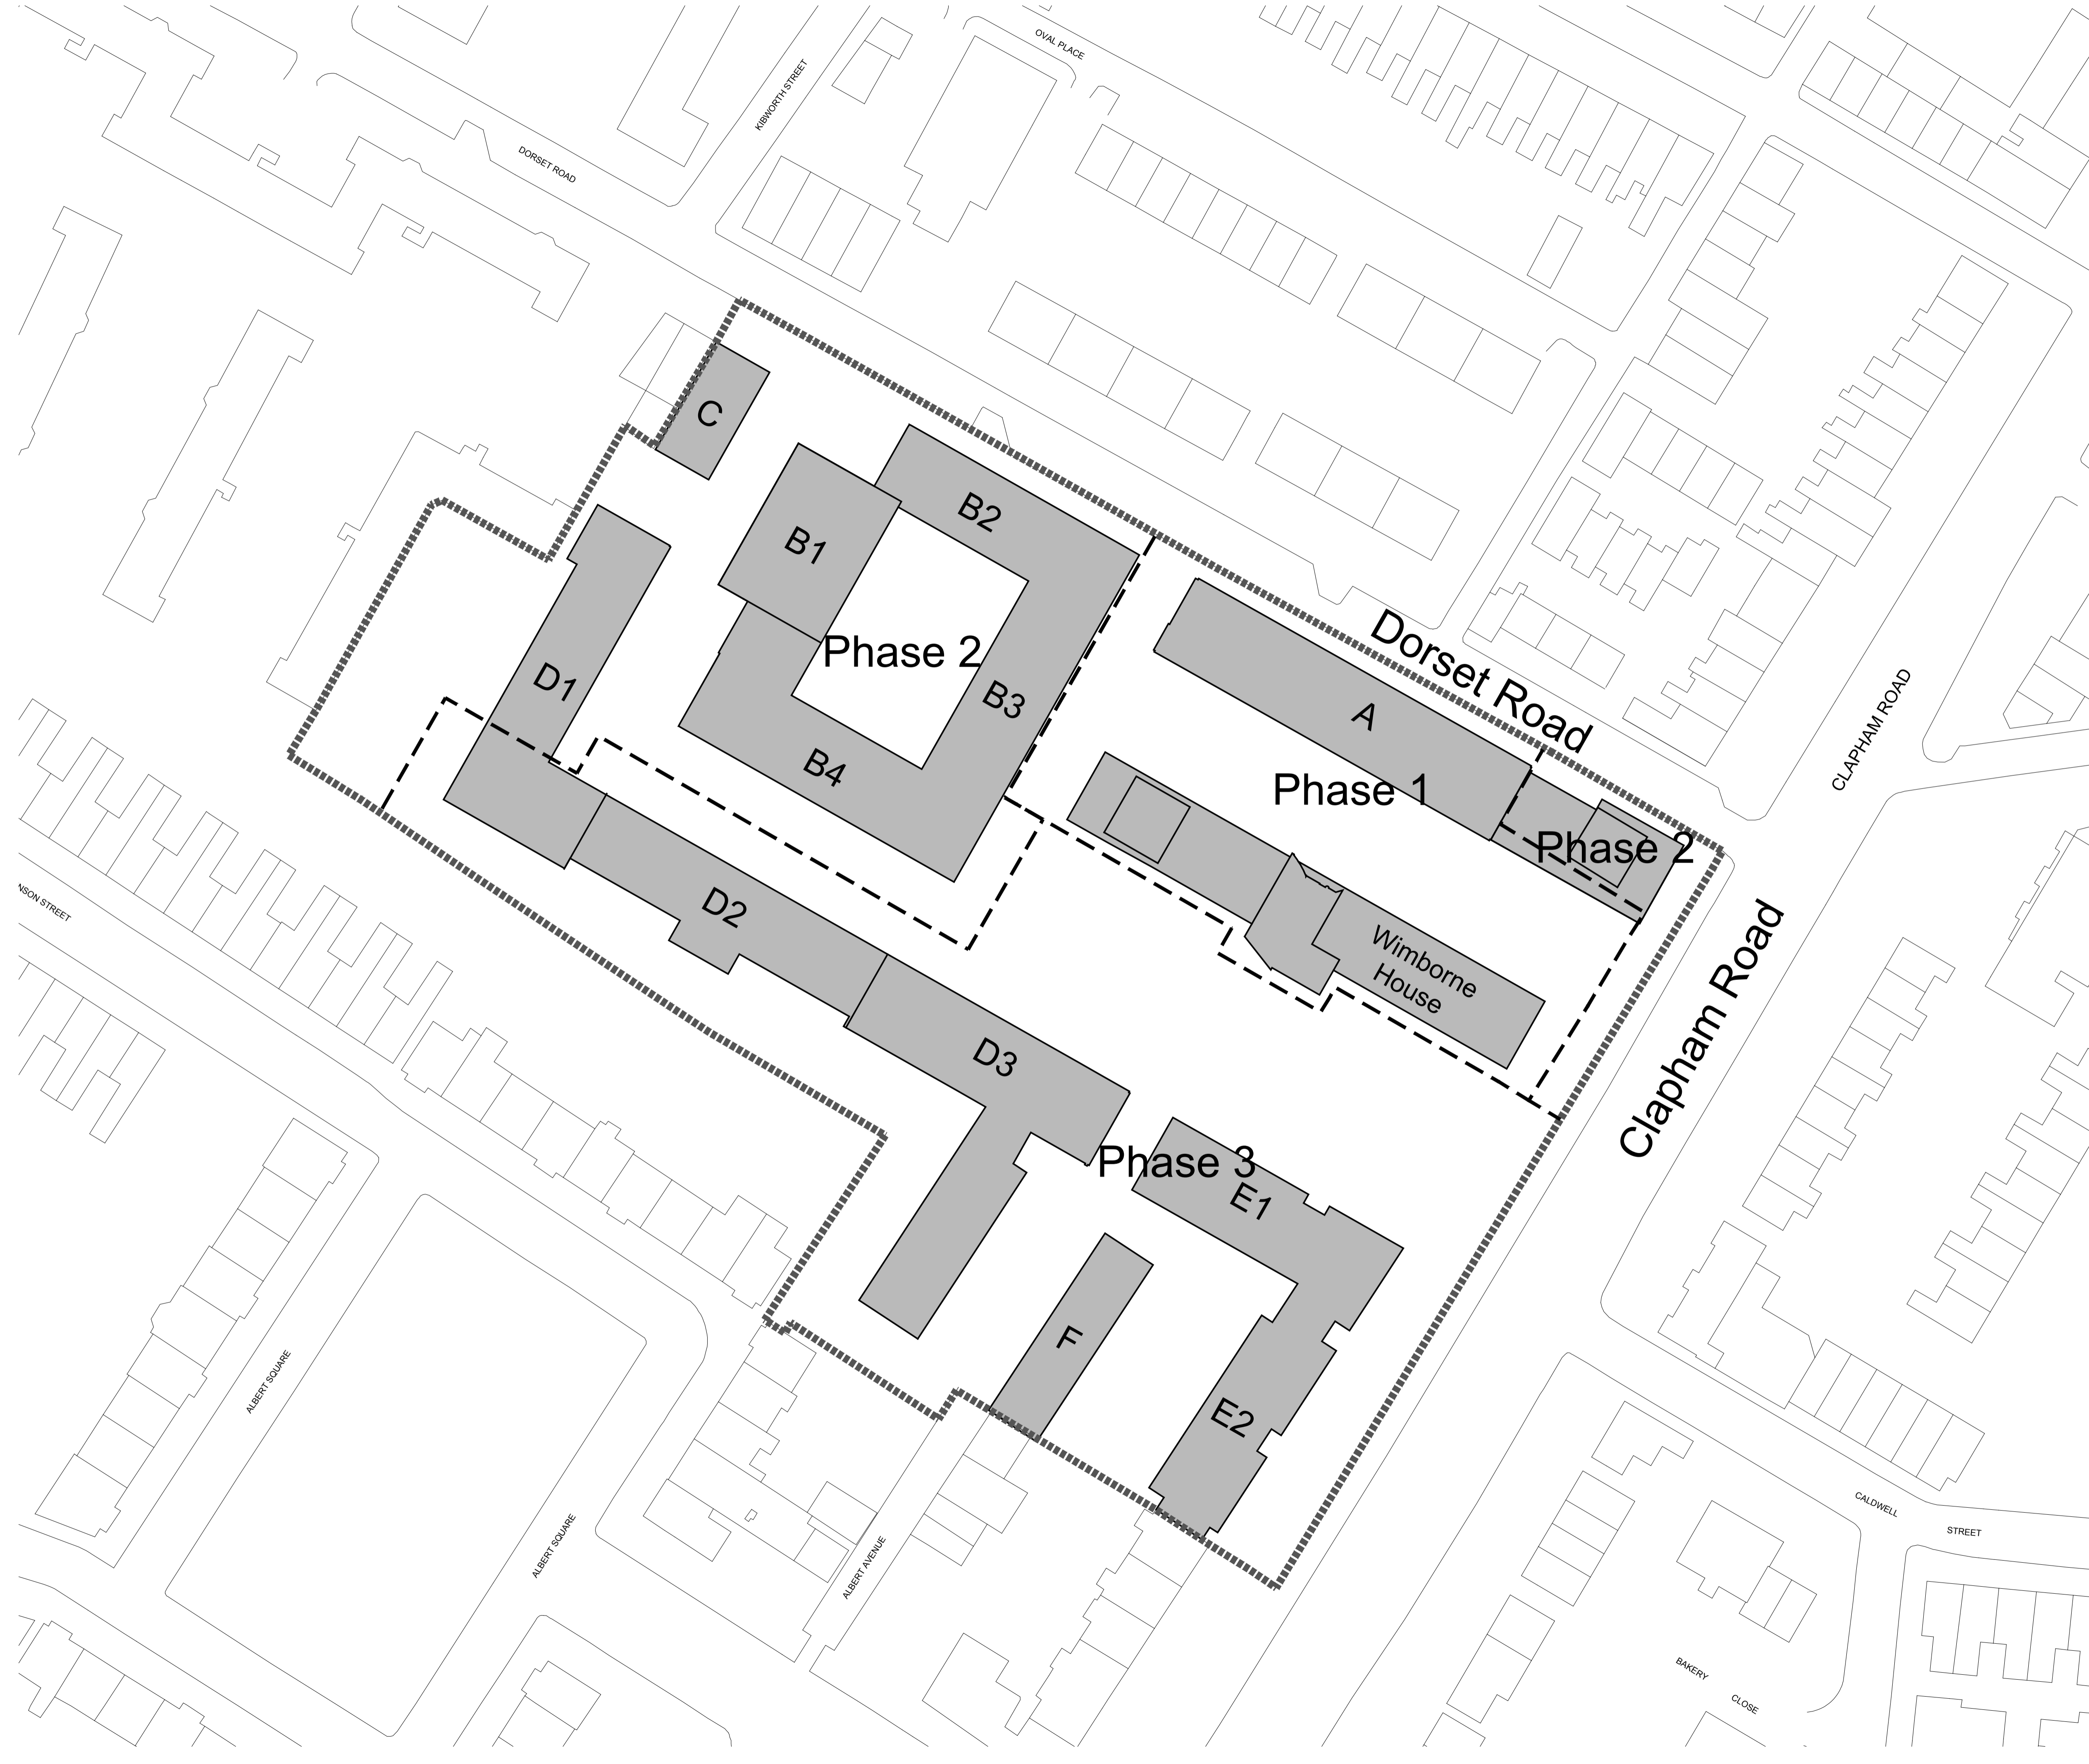 OVAL PLACE
KIBWORTH STREET
DORSET ROAD
C
B2
B1
Phase 2
B3
D1
B4
Dorset Road
A
Phase 1
Phase 2
CLAPHAM ROAD
Clapham Road
Wimborne
House
NSON STREET
D2
D3
Phase 3
E1
F
E2
ALBERT SQUARE
ALBERT SQUARE
ALBERT AVENUE
CALDWELL
STREET
BAKERY
CLOSE